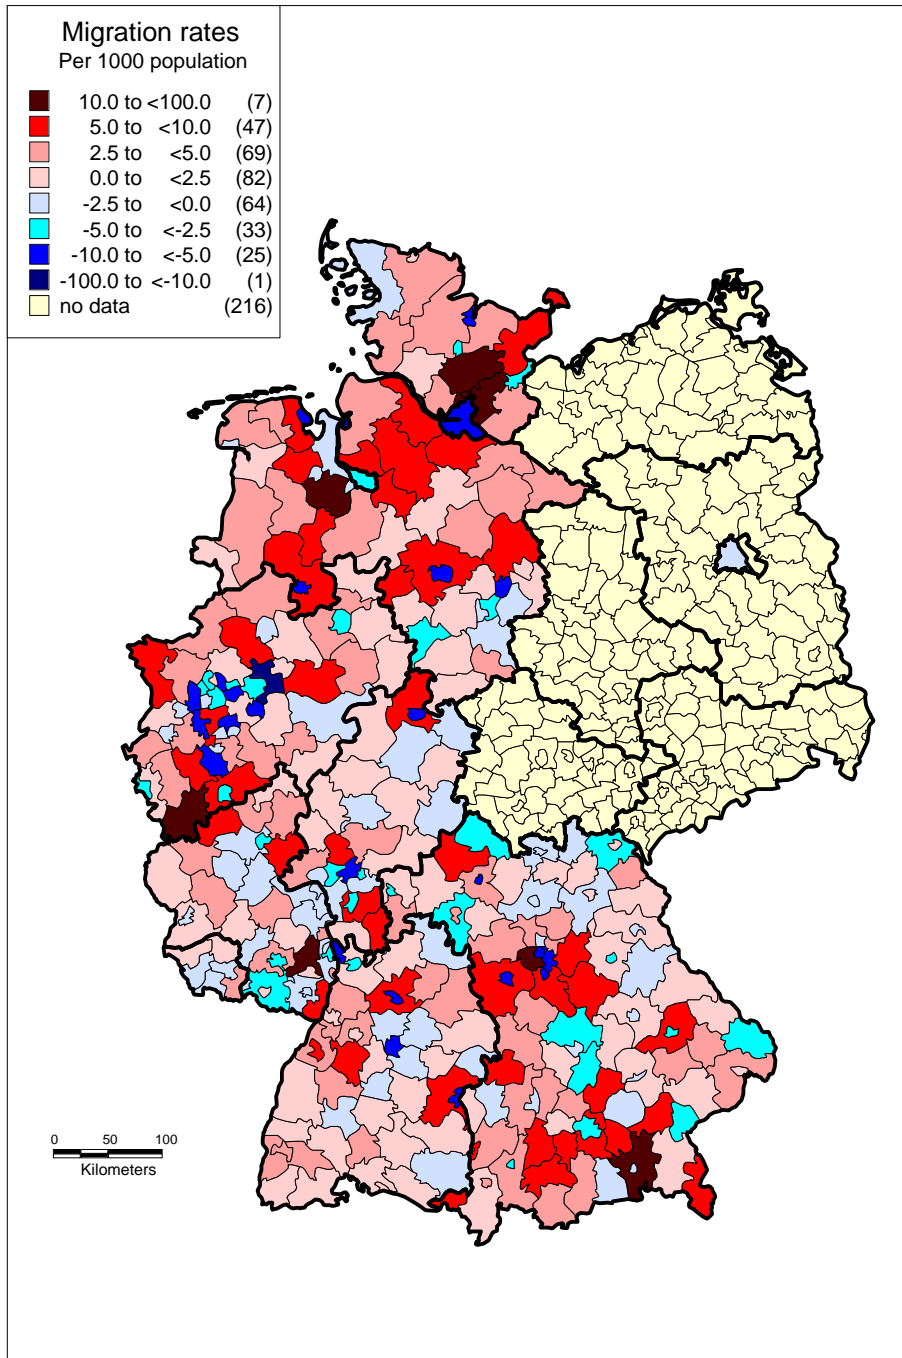 Migration rates
Per 1000 population
10.0 to <100.0 (7)
5.0 to <10.0 (47)
2.5 to <5.0 (69)
0.0 to <2.5 (82)
-2.5 to <0.0 (64)
-5.0 to <-2.5 (33)
-10.0 to <-5.0 (25)
-100.0 to <-10.0 (1)
no data (216)
0 50 100
Kilometers